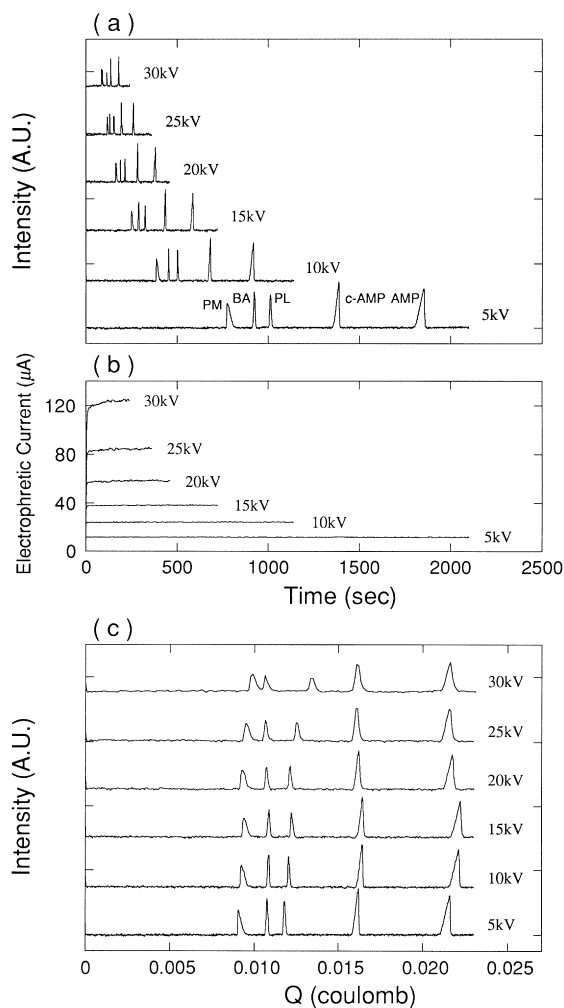 ( a )
Intensity (A.U.)
30kV
25kV
20kV
15kV
10kV
PM BA PL c-AMP AMP 5kV
( b )
Electrophretic Current (μA)
120
80
40
0
30kV
25kV
20kV
15kV
10kV
5kV
0 500 1000 1500 2000 2500
Time (sec)
( c )
Intensity (A.U.)
30kV
25kV
20kV
15kV
10kV
5kV
0 0.005 0.010 0.015 0.020 0.025
Q (coulomb)